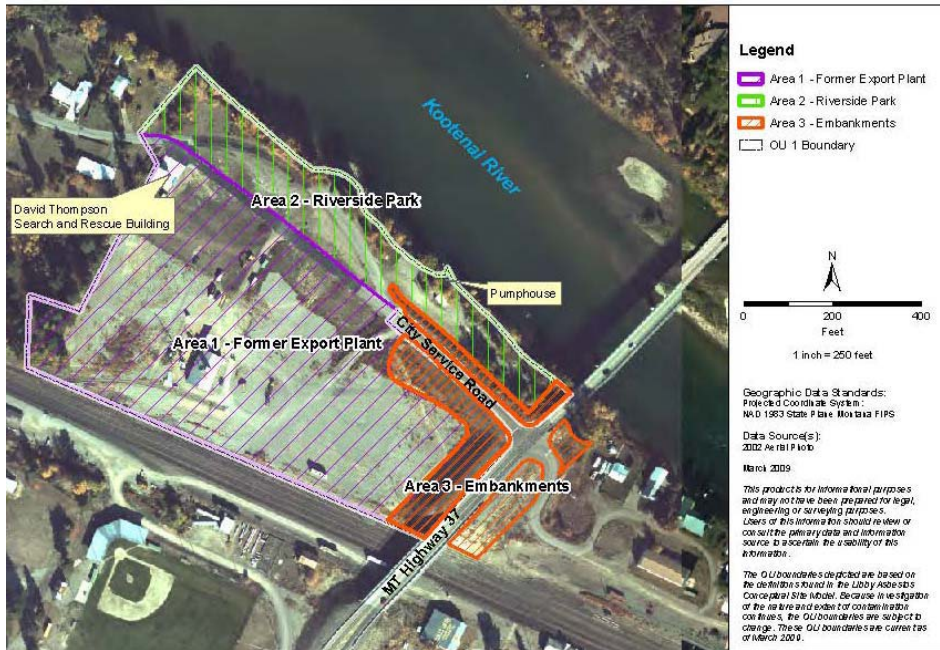 Kootenai River
David Thompson
Search and Rescue Building
Area 2 - Riverside Park
Pumphouse
Area 1 - Former Export Plant
City Service Road
Area 3 - Embankments
MT Highway 37
Legend
Area 1 - Former Export Plant
Area 2 - Riverside Park
Area 3 - Embankments
OU 1 Boundary
N
0 200 400
Feet
1 inch = 250 feet
Geographic Data Standards:
Projected Coordinate System:
NAD 1983 State Plane Montana FIPS
Data Source(s):
2002 Aerial Photo
March 2009
This product is for informational purposes
and may not have been prepared for legal,
engineering or surveying purposes.
Users of this information should review or
consult the primary data and information
source to ascertain the usability of this
information.
The OU boundaries depicted are based on
the definitions found in the Libby Asbestos
Conceptual Site Model. Because investigation
of the nature and extent of contamination
continues, the OU boundaries are subject to
change. These OU boundaries are current as
of March 2009.